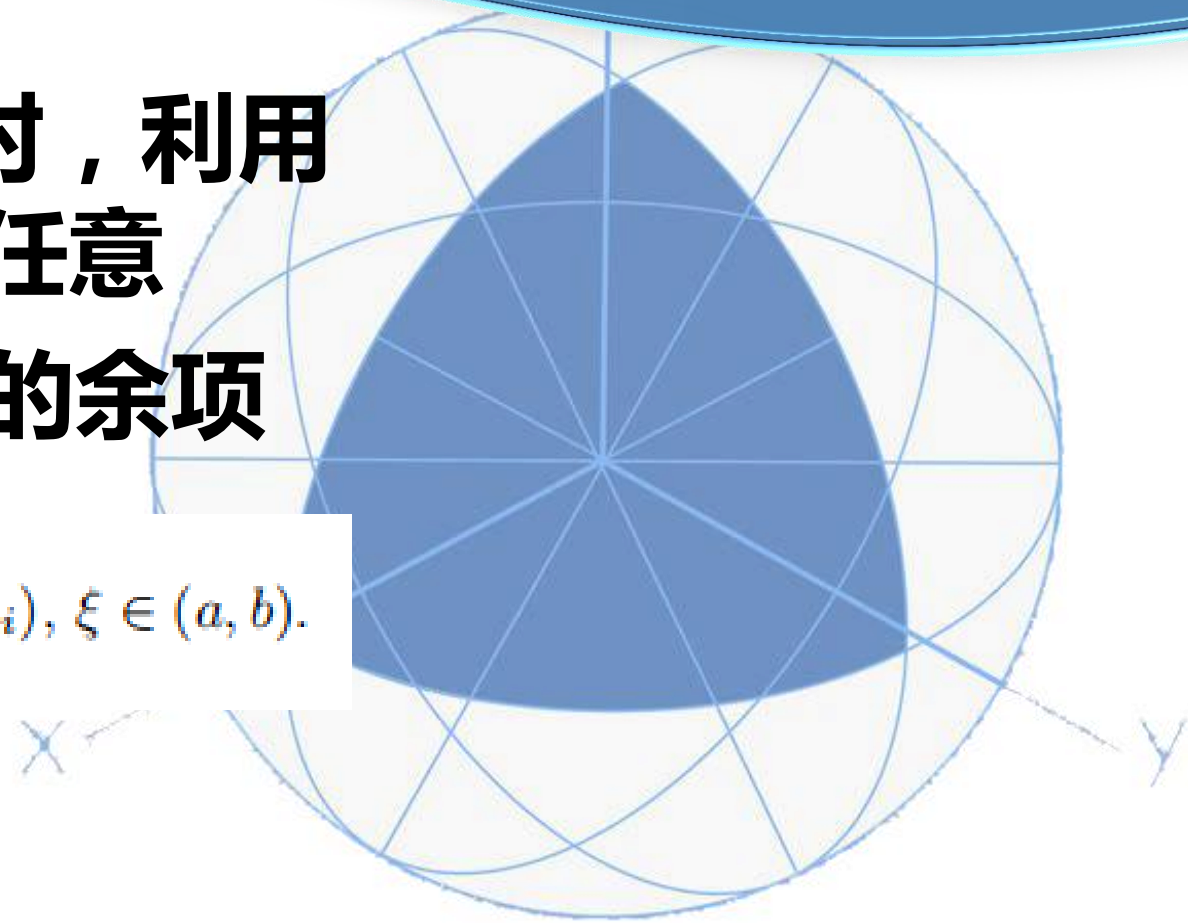 时，利用
任意
的余项
i), ξ ∈ (a, b).
X
Y